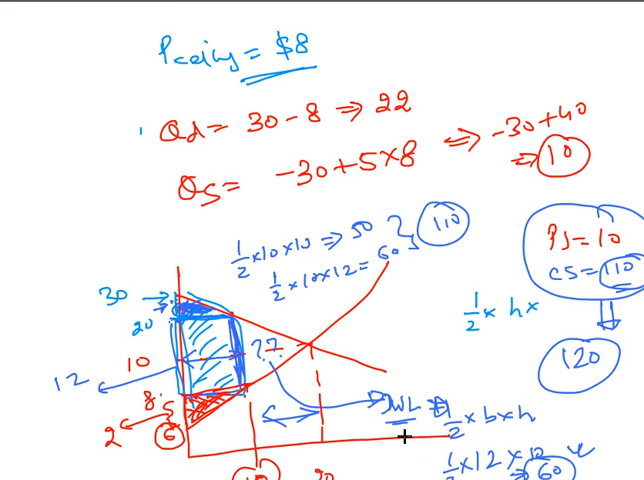 Pceiling = $8
Qd = 30 - 8 ⇒ 22
Qs = -30 + 5×8 ⇒ -30 + 40
⇒ 10
1/2 × 10 × 10 ⇒ 50
1/2 × 10 × 12 = 60
110
PS = 10
CS = 110
120
1/2 × h ×
30
20
10
12
8
2
6
??
DWL ⇒ 1/2 × b × h
1/2 × 12 × 10
⇒ 60
10
20